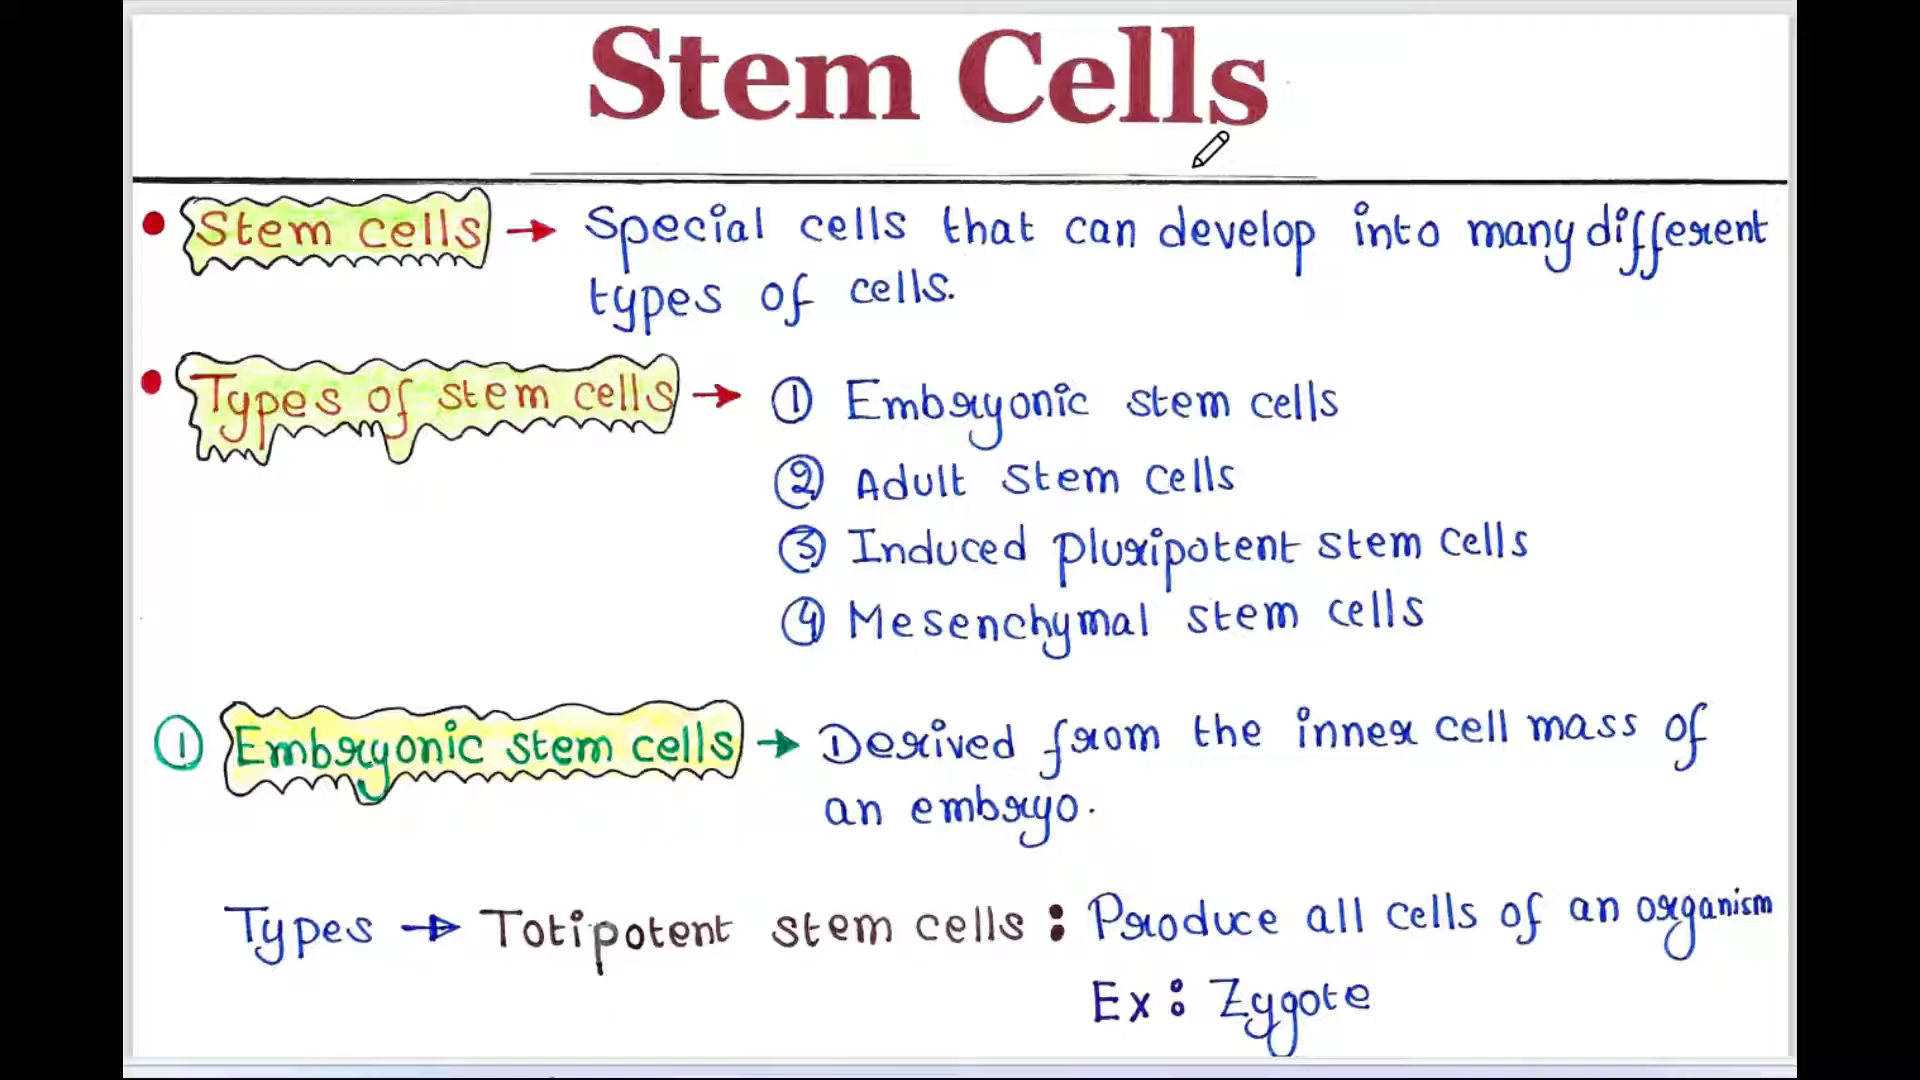 Stem Cells
• Stem cells → Special cells that can develop into many different
types of cells.
• Types of stem cells → ① Embryonic stem cells
② Adult stem cells
③ Induced pluripotent stem cells
④ Mesenchymal stem cells
① Embryonic stem cells → Derived from the inner cell mass of
an embryo.
Types → Totipotent stem cells : Produce all cells of an organism
Ex : Zygote